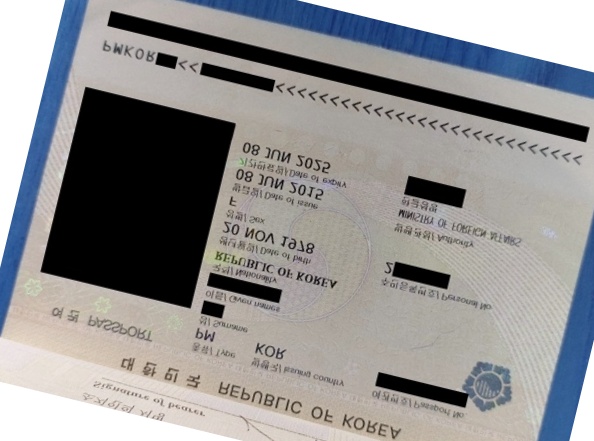 소지인의 서명
Signature of bearer
대 한 민 국 REPUBLIC OF KOREA
여 권 PASSPORT
종류/ Type
발행국/ Issuing country
여권번호/ Passport No.
PM
KOR
성/ Surname
이름/ Given names
국적/ Nationality
REPUBLIC OF KOREA
생년월일/ Date of birth
주민등록번호/ Personal No.
20 NOV 1978
2
성별/ Sex
발행관청/ Authority
F
MINISTRY OF FOREIGN AFFAIRS
발급일/ Date of issue
한글성명
08 JUN 2015
기간만료일/ Date of expiry
08 JUN 2025
PMKOR